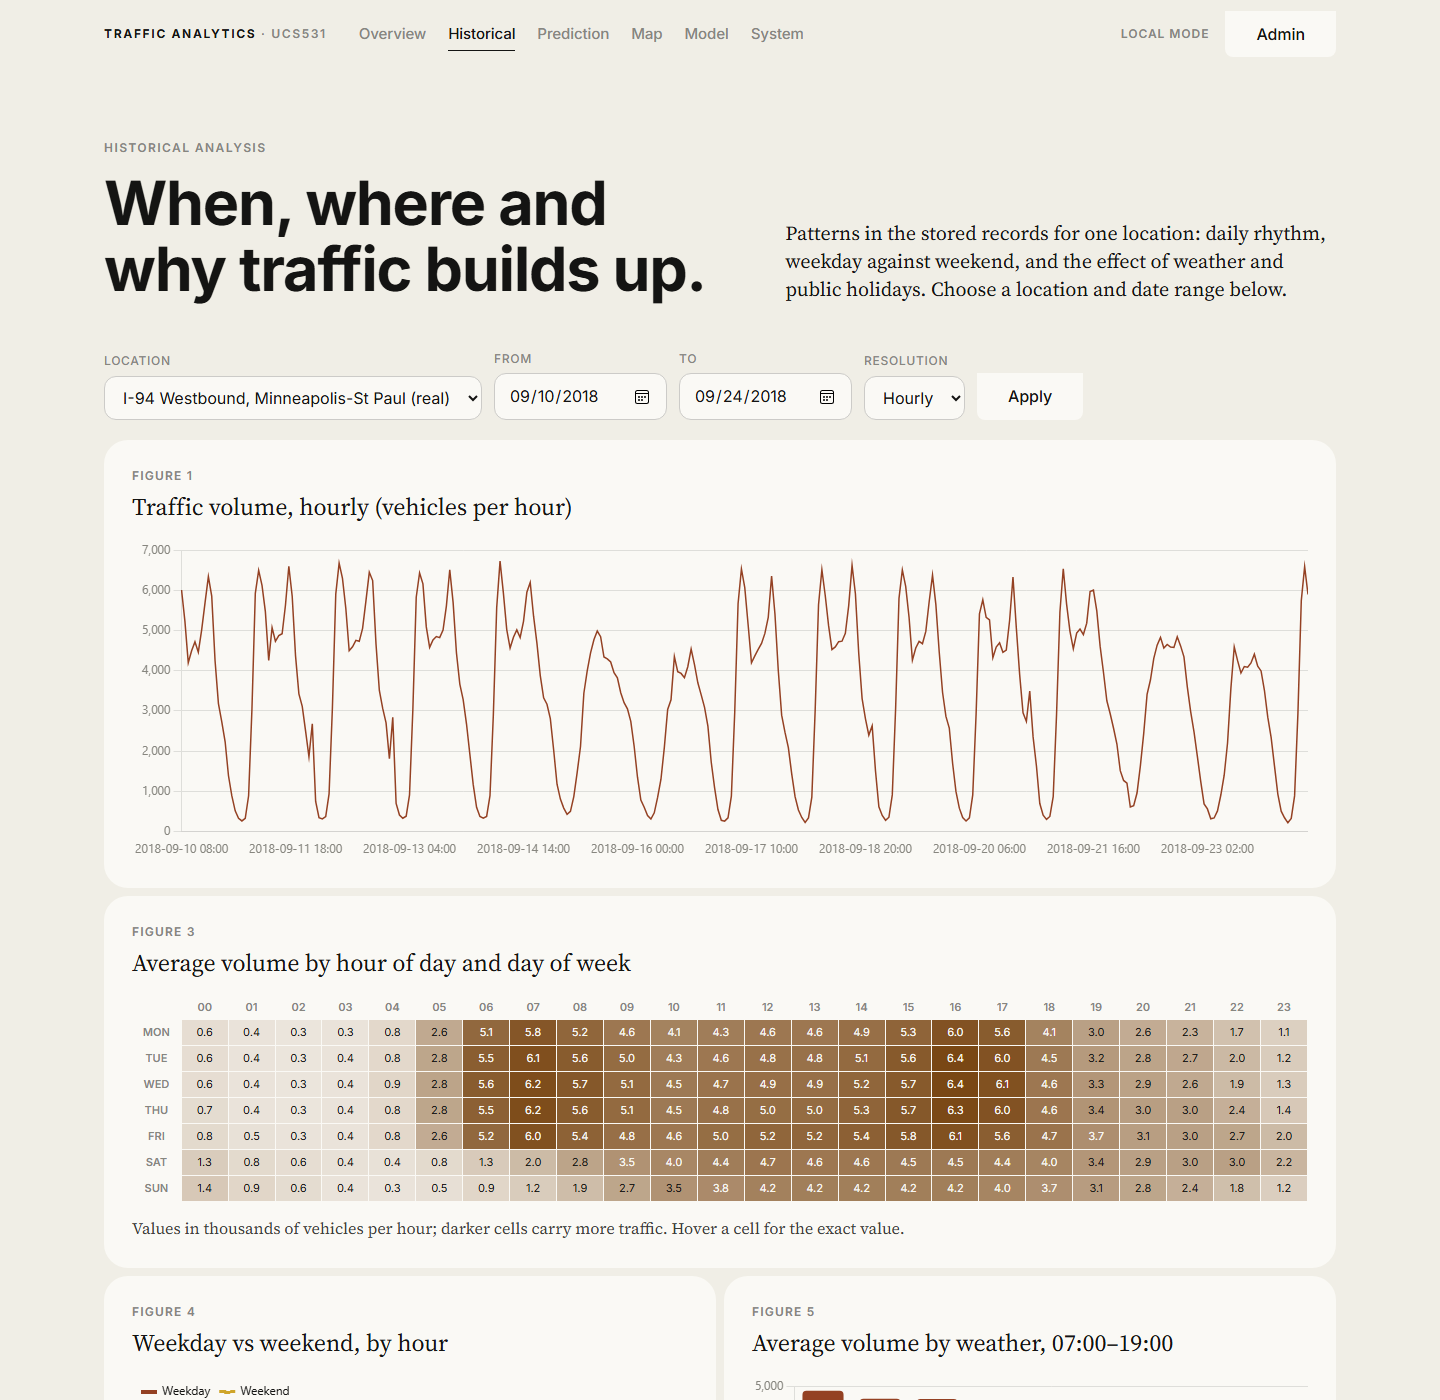 TRAFFIC ANALYTICS · UCS531 Overview Historical Prediction Map Model System LOCAL MODE Admin
HISTORICAL ANALYSIS
When, where and
why traffic builds up.
Patterns in the stored records for one location: daily rhythm,
weekday against weekend, and the effect of weather and
public holidays. Choose a location and date range below.
LOCATION FROM TO RESOLUTION
I-94 Westbound, Minneapolis-St Paul (real) 09/10/2018 09/24/2018 Hourly Apply
FIGURE 1
Traffic volume, hourly (vehicles per hour)
7,000
6,000
5,000
4,000
3,000
2,000
1,000
0
2018-09-10 08:00 2018-09-11 18:00 2018-09-13 04:00 2018-09-14 14:00 2018-09-16 00:00 2018-09-17 10:00 2018-09-18 20:00 2018-09-20 06:00 2018-09-21 16:00 2018-09-23 02:00
FIGURE 3
Average volume by hour of day and day of week
00 01 02 03 04 05 06 07 08 09 10 11 12 13 14 15 16 17 18 19 20 21 22 23
MON 0.6 0.4 0.3 0.3 0.8 2.6 5.1 5.8 5.2 4.6 4.1 4.3 4.6 4.6 4.9 5.3 6.0 5.6 4.1 3.0 2.6 2.3 1.7 1.1
TUE 0.6 0.4 0.3 0.4 0.8 2.8 5.5 6.1 5.6 5.0 4.3 4.6 4.8 4.8 5.1 5.6 6.4 6.0 4.5 3.2 2.8 2.7 2.0 1.2
WED 0.6 0.4 0.3 0.4 0.9 2.8 5.6 6.2 5.7 5.1 4.5 4.7 4.9 4.9 5.2 5.7 6.4 6.1 4.6 3.3 2.9 2.6 1.9 1.3
THU 0.7 0.4 0.3 0.4 0.8 2.8 5.5 6.2 5.6 5.1 4.5 4.8 5.0 5.0 5.3 5.7 6.3 6.0 4.6 3.4 3.0 3.0 2.4 1.4
FRI 0.8 0.5 0.3 0.4 0.8 2.6 5.2 6.0 5.4 4.8 4.6 5.0 5.2 5.2 5.4 5.8 6.1 5.6 4.7 3.7 3.1 3.0 2.7 2.0
SAT 1.3 0.8 0.6 0.4 0.4 0.8 1.3 2.0 2.8 3.5 4.0 4.4 4.7 4.6 4.6 4.5 4.5 4.4 4.0 3.4 2.9 3.0 3.0 2.2
SUN 1.4 0.9 0.6 0.4 0.3 0.5 0.9 1.2 1.9 2.7 3.5 3.8 4.2 4.2 4.2 4.2 4.2 4.0 3.7 3.1 2.8 2.4 1.8 1.2
Values in thousands of vehicles per hour; darker cells carry more traffic. Hover a cell for the exact value.
FIGURE 4
Weekday vs weekend, by hour
Weekday Weekend
FIGURE 5
Average volume by weather, 07:00–19:00
5,000